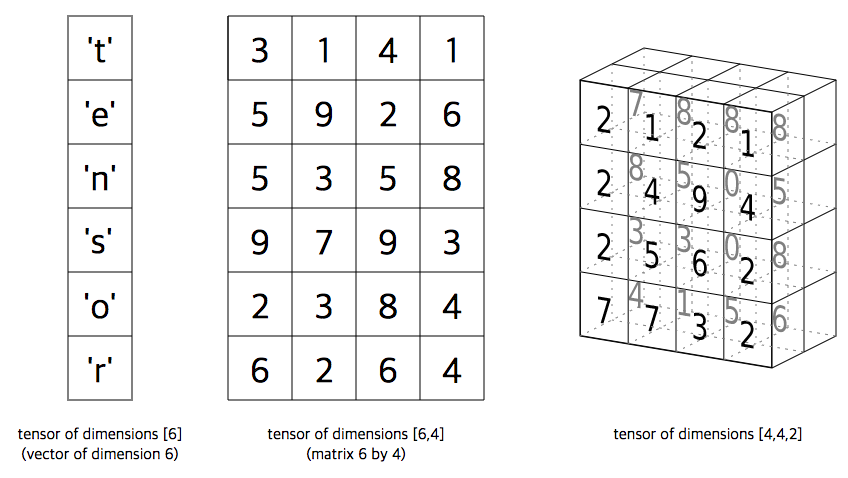 't'
'e'
'n'
's'
'o'
'r'
tensor of dimensions [6]
(vector of dimension 6)
3 1 4 1
5 9 2 6
5 3 5 8
9 7 9 3
2 3 8 4
6 2 6 4
tensor of dimensions [6,4]
(matrix 6 by 4)
2 7 1 8 2 8 1 8
2 8 4 5 9 0 4 5
2 3 5 3 6 0 2 8
7 4 7 1 3 5 2 6
tensor of dimensions [4,4,2]